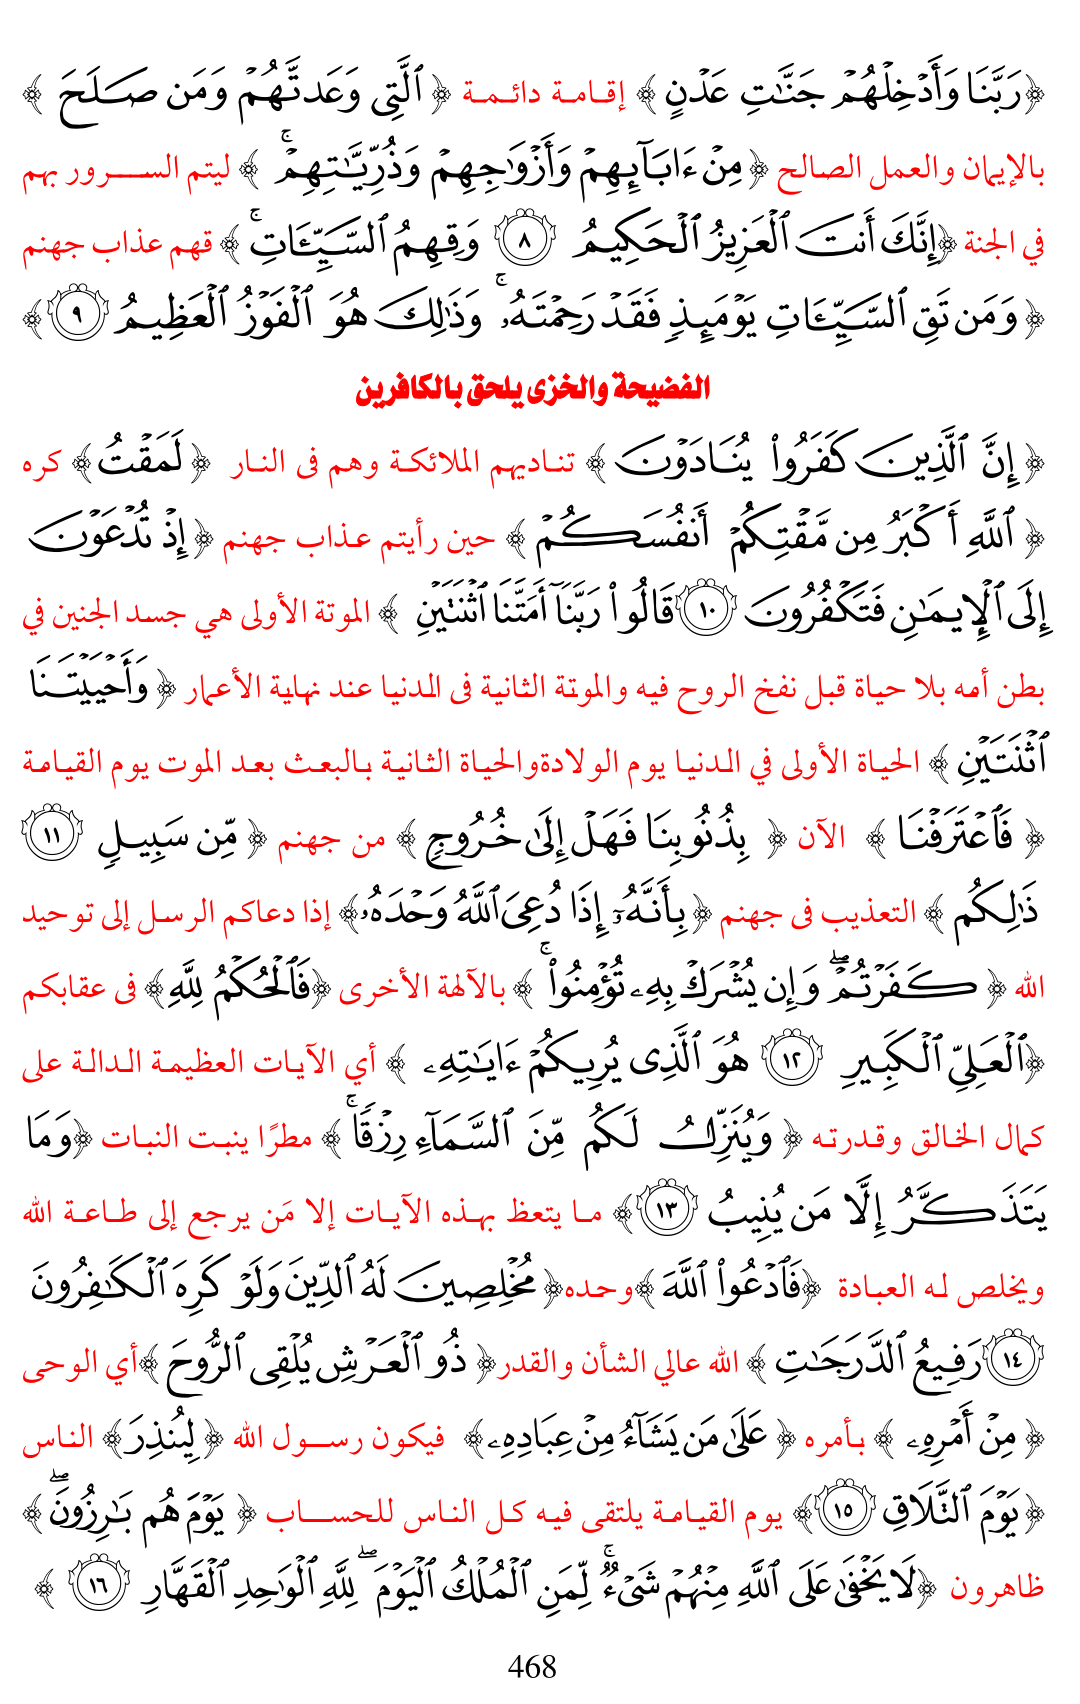 ﴿رَبَّنَا وَأَدْخِلْهُمْ جَنَّـٰتِ عَدْنٍ﴾ إقامة دائمة ﴿ ٱلَّتِى وَعَدتَّهُمْ وَمَن صَلَحَ ﴾
بالإيمان والعمل الصالح ﴿مِنْ ءَابَآئِهِمْ وَأَزْوَٰجِهِمْ وَذُرِّيَّـٰتِهِمْ ۚ ﴾ ليتم السرور بهم
في الجنة ﴿إِنَّكَ أَنتَ ٱلْعَزِيزُ ٱلْحَكِيمُ ٨ وَقِهِمُ ٱلسَّيِّـَٔاتِ ۚ ﴾ قهم عذاب جهنم
﴿ وَمَن تَقِ ٱلسَّيِّـَٔاتِ يَوْمَئِذٍ فَقَدْ رَحِمْتَهُۥ ۚ وَذَٰلِكَ هُوَ ٱلْفَوْزُ ٱلْعَظِيمُ ٩ ﴾
الفضيحة والخزى يلحق بالكافرين
﴿ إِنَّ ٱلَّذِينَ كَفَرُوا۟ يُنَادَوْنَ ﴾ تناديهم الملائكة وهم فى النار ﴿ لَمَقْتُ ﴾ كره
﴿ ٱللَّهِ أَكْبَرُ مِن مَّقْتِكُمْ أَنفُسَكُمْ ﴾ حين رأيتم عذاب جهنم ﴿ إِذْ تُدْعَوْنَ
إِلَى ٱلْإِيمَـٰنِ فَتَكْفُرُونَ ١٠ قَالُوا۟ رَبَّنَآ أَمَتَّنَا ٱثْنَتَيْنِ ﴾ الموتة الأولى هي جسد الجنين في
بطن أمه بلا حياة قبل نفخ الروح فيه والموتة الثانية فى الدنيا عند نهاية الأعمار ﴿ وَأَحْيَيْتَنَا
ٱثْنَتَيْنِ ﴾ الحياة الأولى في الدنيا يوم الولادةوالحياة الثانية بالبعث بعد الموت يوم القيامة
﴿ فَٱعْتَرَفْنَا ﴾ الآن ﴿ بِذُنُوبِنَا فَهَلْ إِلَىٰ خُرُوجٍ ﴾ من جهنم ﴿ مِّن سَبِيلٍ ١١
ذَٰلِكُم ﴾ التعذيب فى جهنم ﴿بِأَنَّهُۥٓ إِذَا دُعِىَ ٱللَّهُ وَحْدَهُۥ﴾ إذا دعاكم الرسل إلى توحيد
الله ﴿ كَفَرْتُمْ ۖ وَإِن يُشْرَكْ بِهِۦ تُؤْمِنُوا۟ ۚ ﴾ بالآلهة الأخرى ﴿فَٱلْحُكْمُ لِلَّهِ﴾ فى عقابكم
﴿ٱلْعَلِىِّ ٱلْكَبِيرِ ١٢ هُوَ ٱلَّذِى يُرِيكُمْ ءَايَـٰتِهِۦ ﴾ أي الآيات العظيمة الدالة على
كمال الخالق وقدرته ﴿ وَيُنَزِّلُ لَكُم مِّنَ ٱلسَّمَآءِ رِزْقًا ۚ ﴾ مطرًا ينبت النبات ﴿وَمَا
يَتَذَكَّرُ إِلَّا مَن يُنِيبُ ١٣ ﴾ ما يتعظ بهذه الآيات إلا مَن يرجع إلى طاعة الله
ويخلص له العبادة ﴿فَٱدْعُوا۟ ٱللَّهَ ﴾وحده﴿ مُخْلِصِينَ لَهُ ٱلدِّينَ وَلَوْ كَرِهَ ٱلْكَـٰفِرُونَ
١٤ رَفِيعُ ٱلدَّرَجَـٰتِ ﴾ الله عالي الشأن والقدر﴿ ذُو ٱلْعَرْشِ يُلْقِى ٱلرُّوحَ ﴾أي الوحى
﴿ مِنْ أَمْرِهِۦ ﴾ بأمره ﴿ عَلَىٰ مَن يَشَآءُ مِنْ عِبَادِهِۦ ﴾ فيكون رسول الله ﴿ لِيُنذِرَ ﴾ الناس
﴿يَوْمَ ٱلتَّلَاقِ ١٥ ﴾ يوم القيامة يلتقى فيه كل الناس للحساب ﴿ يَوْمَ هُم بَـٰرِزُونَ ۖ ﴾
ظاهرون ﴿لَا يَخْفَىٰ عَلَى ٱللَّهِ مِنْهُمْ شَىْءٌ ۚ لِّمَنِ ٱلْمُلْكُ ٱلْيَوْمَ ۖ لِلَّهِ ٱلْوَٰحِدِ ٱلْقَهَّارِ ١٦ ﴾
468